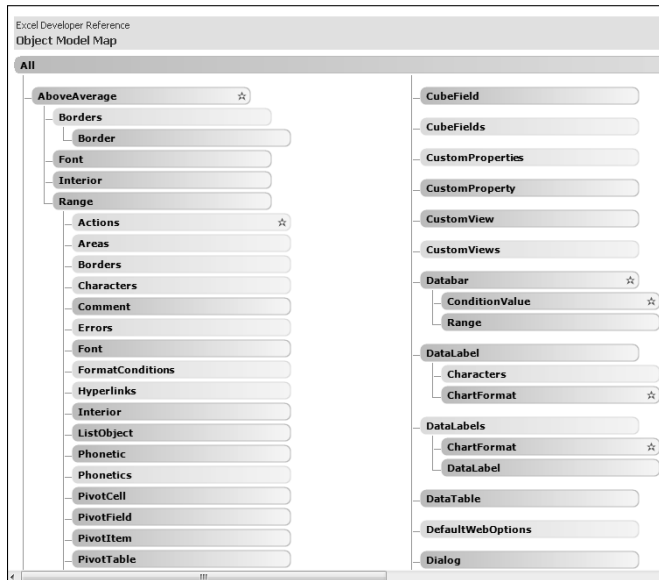 Excel Developer Reference
Object Model Map
All
AboveAverage
Borders
Border
Font
Interior
Range
Actions
Areas
Borders
Characters
Comment
Errors
Font
FormatConditions
Hyperlinks
Interior
ListObject
Phonetic
Phonetics
PivotCell
PivotField
PivotItem
PivotTable
CubeField
CubeFields
CustomProperties
CustomProperty
CustomView
CustomViews
Databar
ConditionValue
Range
DataLabel
Characters
ChartFormat
DataLabels
ChartFormat
DataLabel
DataTable
DefaultWebOptions
Dialog